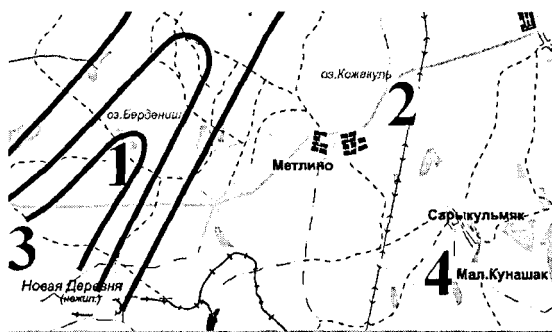 оз.Кожакуль
оз.Бердениш
2
Метлино
1
Сарыкульмяк
3
4
Мал.Кунашак
Новая Деревня
(нежил.)